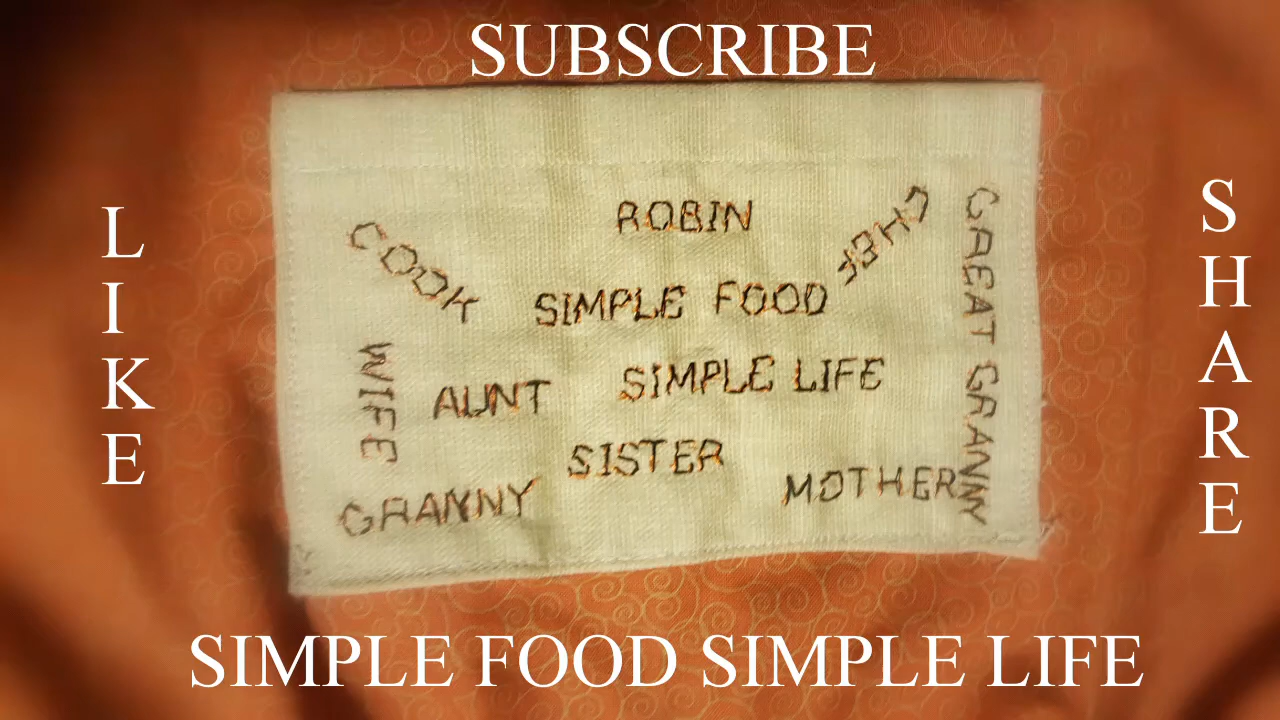 SUBSCRIBE
LIKE
SHARE
ROBIN
COOK
CHEF
GREAT GRANNY
SIMPLE FOOD
SIMPLE LIFE
WIFE
AUNT
SISTER
MOTHER
GRANNY
SIMPLE FOOD SIMPLE LIFE